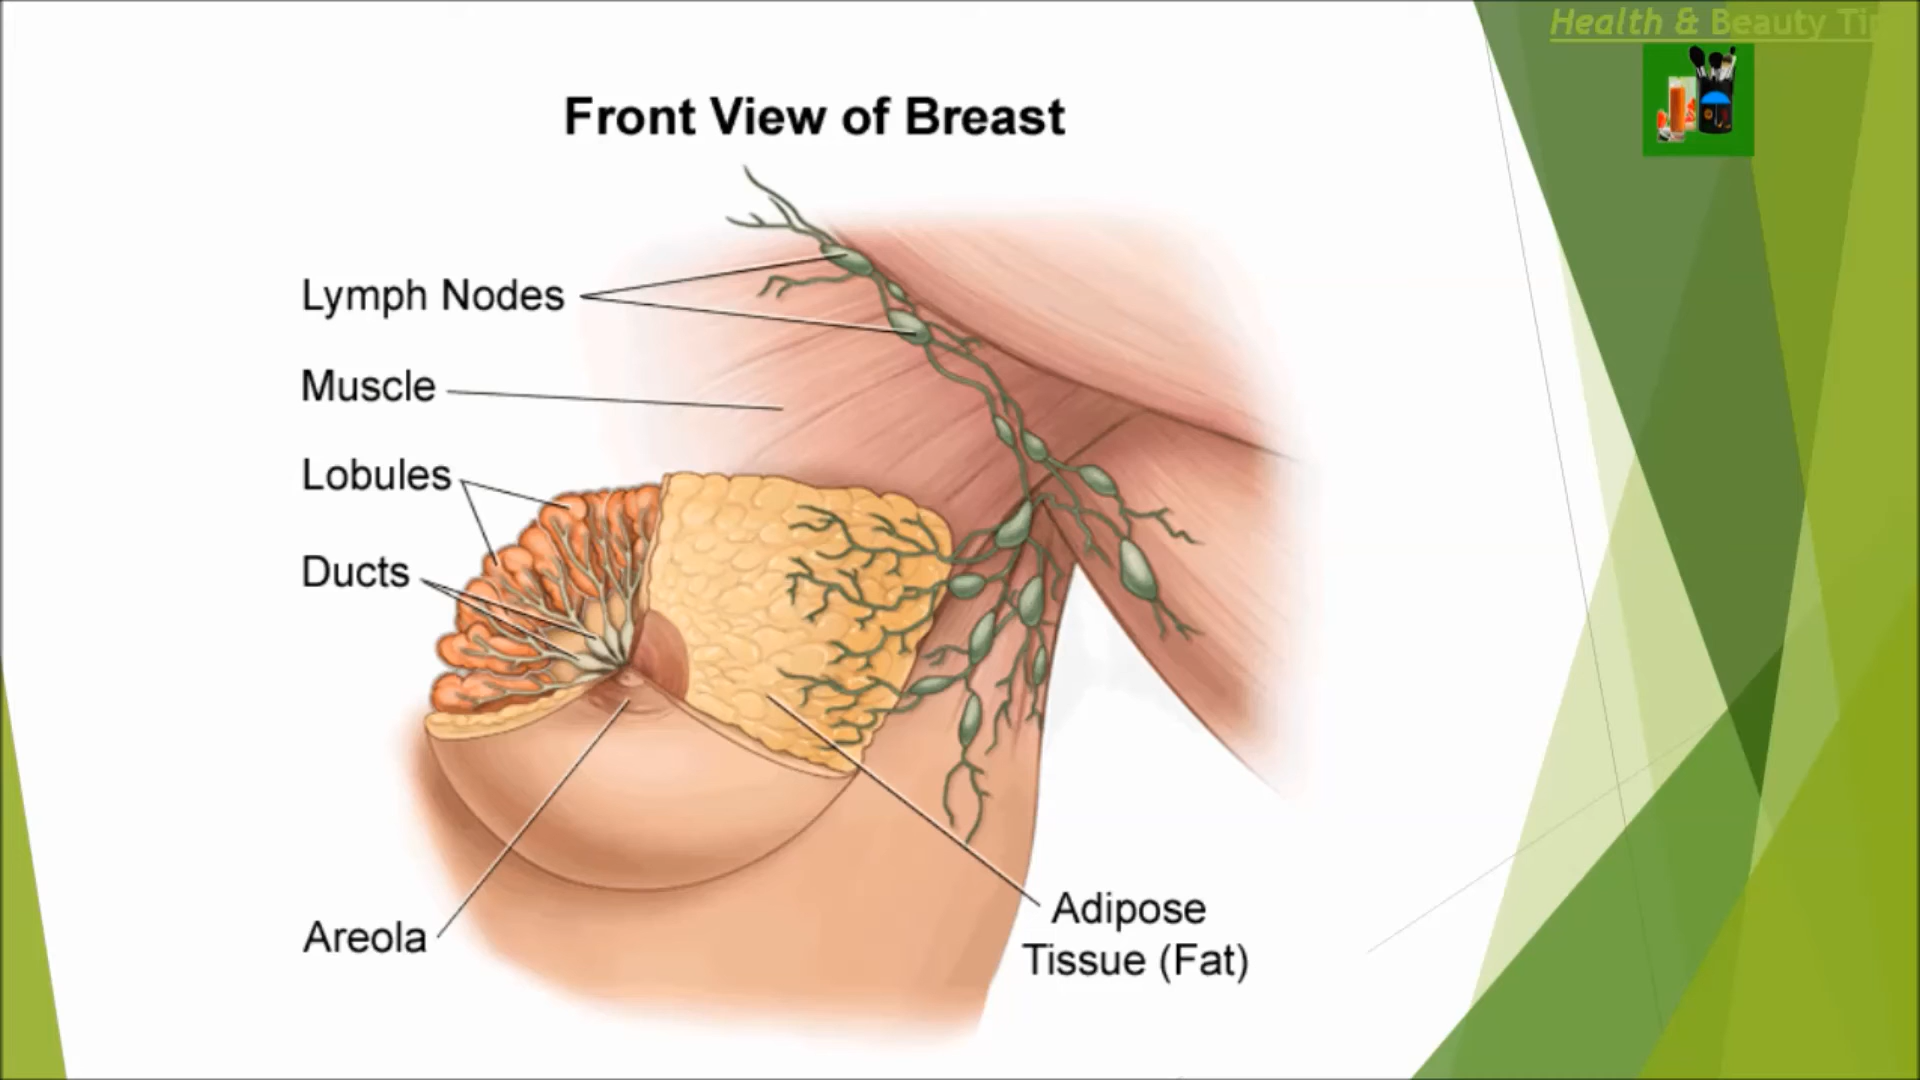 Health & Beauty
Front View of Breast
Lymph Nodes
Muscle
Lobules
Ducts
Areola
Adipose
Tissue (Fat)